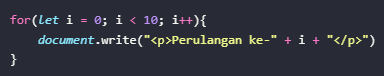 for(let i = 0; i < 10; i++){
    document.write("<p>Perulangan ke-" + i + "</p>")
}